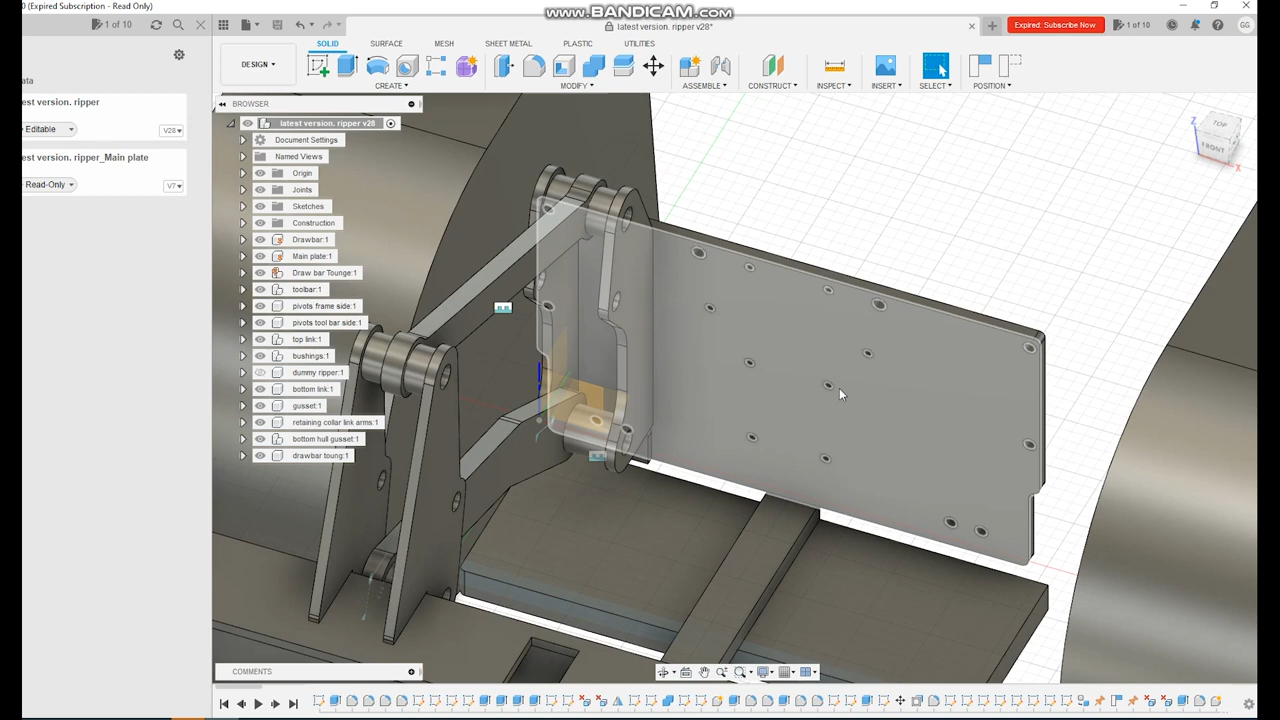 0 (Expired Subscription - Read Only)
www.BANDICAM.com
1 of 10
latest version. ripper v28*
Expired: Subscribe Now
1 of 10
GG
ata
test version. ripper
Editable
V28
test version. ripper_Main plate
Read-Only
V7
DESIGN
SOLID SURFACE MESH SHEET METAL PLASTIC UTILITIES
CREATE MODIFY ASSEMBLE CONSTRUCT INSPECT INSERT SELECT POSITION
BROWSER
latest version. ripper v28
Document Settings
Named Views
Origin
Joints
Sketches
Construction
Drawbar:1
Main plate:1
Draw bar Tounge:1
toolbar:1
pivots frame side:1
pivots tool bar side:1
top link:1
bushings:1
dummy ripper:1
bottom link:1
gusset:1
retaining collar link arms:1
bottom hull gusset:1
drawbar toung:1
TOP
FRONT
Z
X
COMMENTS